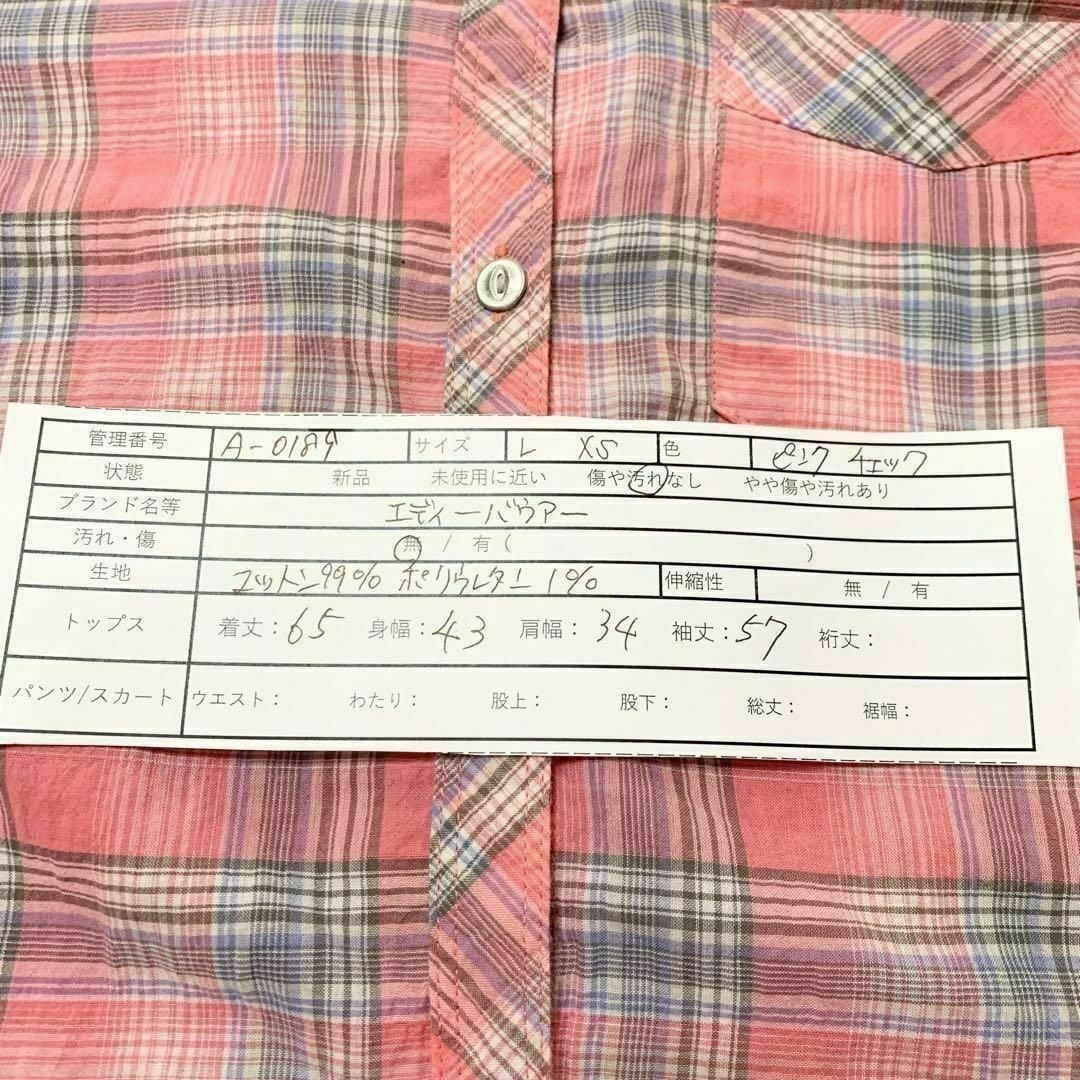 管理番号 A-0189 サイズ L XS 色 ピンク チェック
状態 新品 未使用に近い 傷や汚れなし やや傷や汚れあり
ブランド名等 エディーバウアー
汚れ・傷 無 / 有 ( )
生地 コットン99% ポリウレタン 1% 伸縮性 無 / 有
トップス 着丈:65 身幅:43 肩幅:34 袖丈:57 裄丈:
パンツ/スカート ウエスト: わたり: 股上: 股下: 総丈: 裾幅: